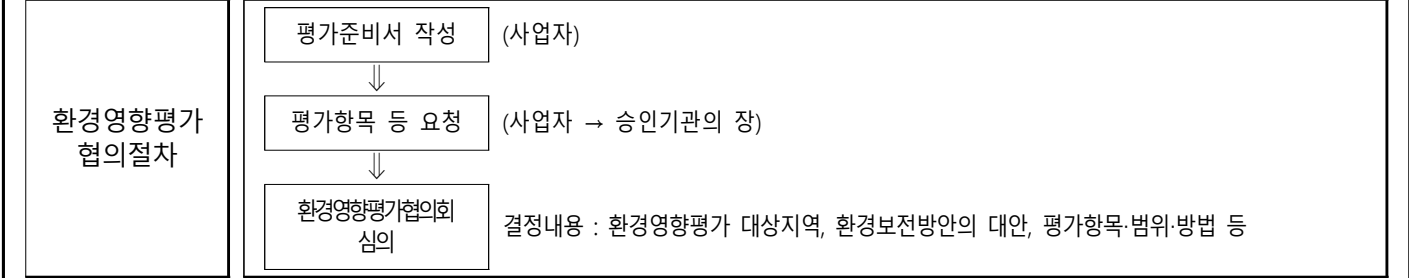 환경영향평가
협의절차
평가준비서 작성 (사업자)
⇓
평가항목 등 요청 (사업자 → 승인기관의 장)
⇓
환경영향평가협의회
심의
결정내용 : 환경영향평가 대상지역, 환경보전방안의 대안, 평가항목·범위·방법 등